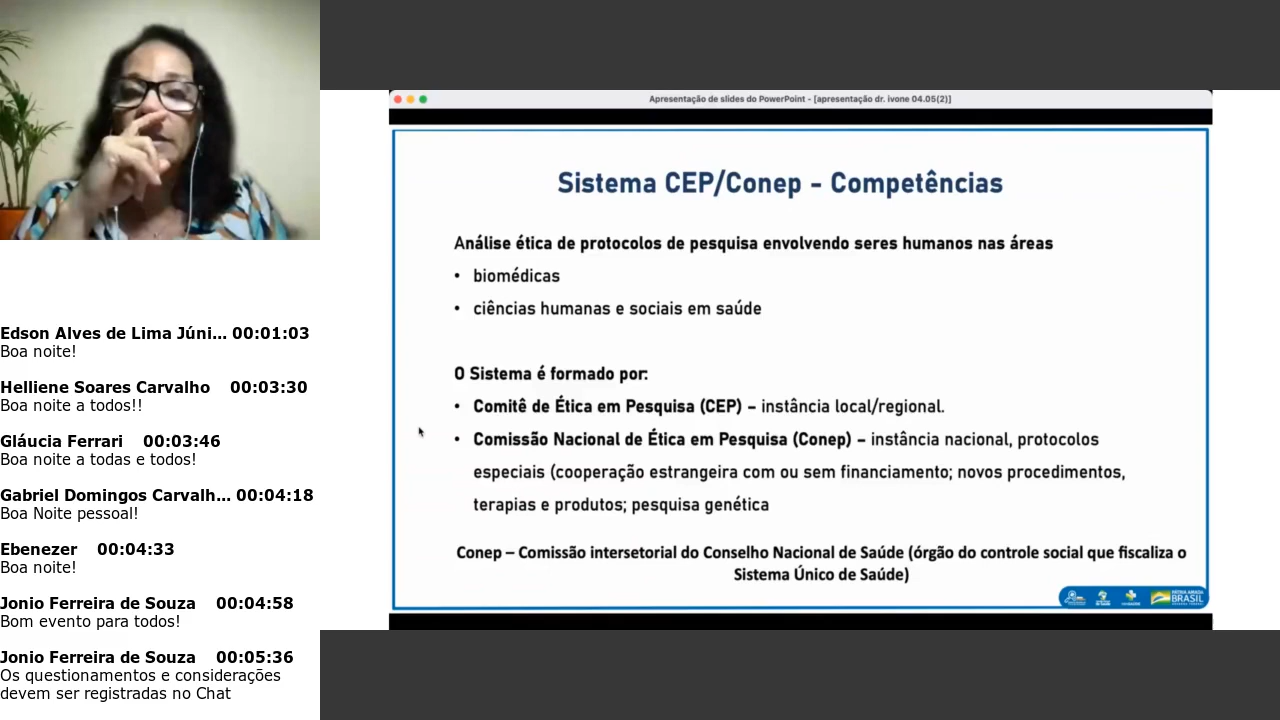 Apresentação de slides do PowerPoint - [apresentação dr. ivone 04.05(2)]
Sistema CEP/Conep - Competências
Análise ética de protocolos de pesquisa envolvendo seres humanos nas áreas
• biomédicas
• ciências humanas e sociais em saúde
O Sistema é formado por:
• Comitê de Ética em Pesquisa (CEP) – instância local/regional.
• Comissão Nacional de Ética em Pesquisa (Conep) – instância nacional, protocolos
especiais (cooperação estrangeira com ou sem financiamento; novos procedimentos,
terapias e produtos; pesquisa genética
Conep – Comissão intersetorial do Conselho Nacional de Saúde (órgão do controle social que fiscaliza o
Sistema Único de Saúde)
PÁTRIA AMADA
BRASIL
Edson Alves de Lima Júni... 00:01:03
Boa noite!
Helliene Soares Carvalho 00:03:30
Boa noite a todos!!
Gláucia Ferrari 00:03:46
Boa noite a todas e todos!
Gabriel Domingos Carvalh... 00:04:18
Boa Noite pessoal!
Ebenezer 00:04:33
Boa noite!
Jonio Ferreira de Souza 00:04:58
Bom evento para todos!
Jonio Ferreira de Souza 00:05:36
Os questionamentos e considerações
devem ser registradas no Chat